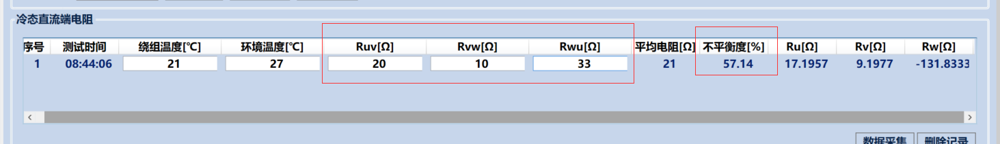 冷态直流端电阻
序号 测试时间 绕组温度[℃] 环境温度[℃] Ruv[Ω] Rvw[Ω] Rwu[Ω] 平均电阻[Ω] 不平衡度[%] Ru[Ω] Rv[Ω] Rw[Ω]
1 08:44:06 21 27 20 10 33 21 57.14 17.1957 9.1977 -131.8333
数据采集 删除记录